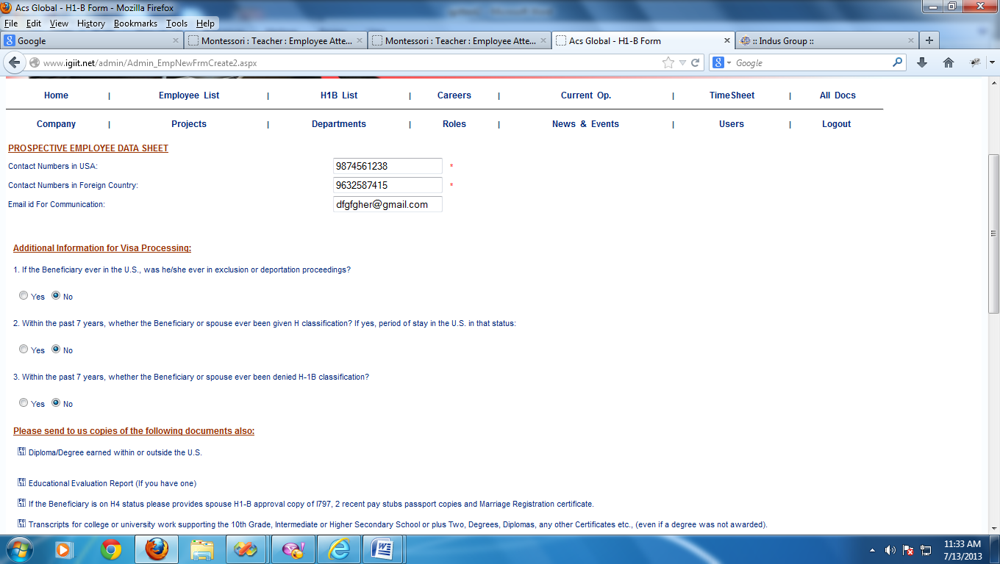 Acs Global - H1-B Form - Mozilla Firefox
File Edit View History Bookmarks Tools Help
Google
Montessori : Teacher : Employee Atte...
Montessori : Teacher : Employee Atte...
Acs Global - H1-B Form
:: Indus Group ::
www.igiit.net/admin/Admin_EmpNewFrmCreate2.aspx
Google
Home | Employee List | H1B List | Careers | Current Op. | TimeSheet | All Docs
Company | Projects | Departments | Roles | News & Events | Users | Logout
PROSPECTIVE EMPLOYEE DATA SHEET
Contact Numbers in USA: 9874561238 *
Contact Numbers in Foreign Country: 9632587415 *
Email id For Communication: dfgfgher@gmail.com
Additional Information for Visa Processing:
1. If the Beneficiary ever in the U.S., was he/she ever in exclusion or deportation proceedings?
Yes No
2. Within the past 7 years, whether the Beneficiary or spouse ever been given H classification? If yes, period of stay in the U.S. in that status:
Yes No
3. Within the past 7 years, whether the Beneficiary or spouse ever been denied H-1B classification?
Yes No
Please send to us copies of the following documents also:
Diploma/Degree earned within or outside the U.S.
Educational Evaluation Report (If you have one)
If the Beneficiary is on H4 status please provides spouse H1-B approval copy of I797, 2 recent pay stubs passport copies and Marriage Registration certificate.
Transcripts for college or university work supporting the 10th Grade, Intermediate or Higher Secondary School or plus Two, Degrees, Diplomas, any other Certificates etc., (even if a degree was not awarded).
11:33 AM
7/13/2013